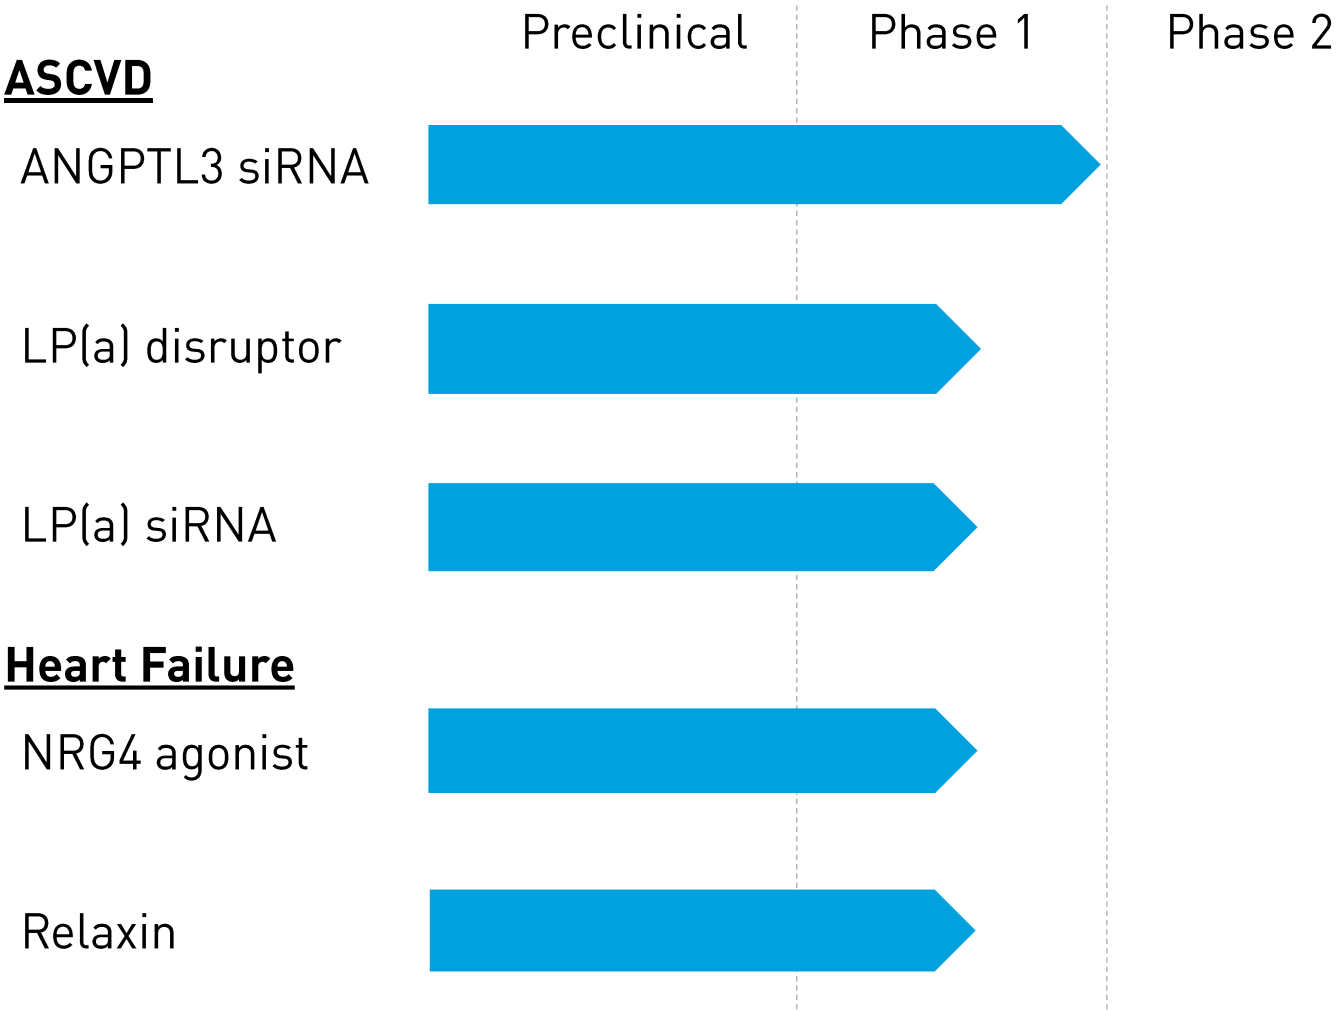 Preclinical Phase 1 Phase 2
ASCVD
ANGPTL3 siRNA
LP(a) disruptor
LP(a) siRNA
Heart Failure
NRG4 agonist
Relaxin